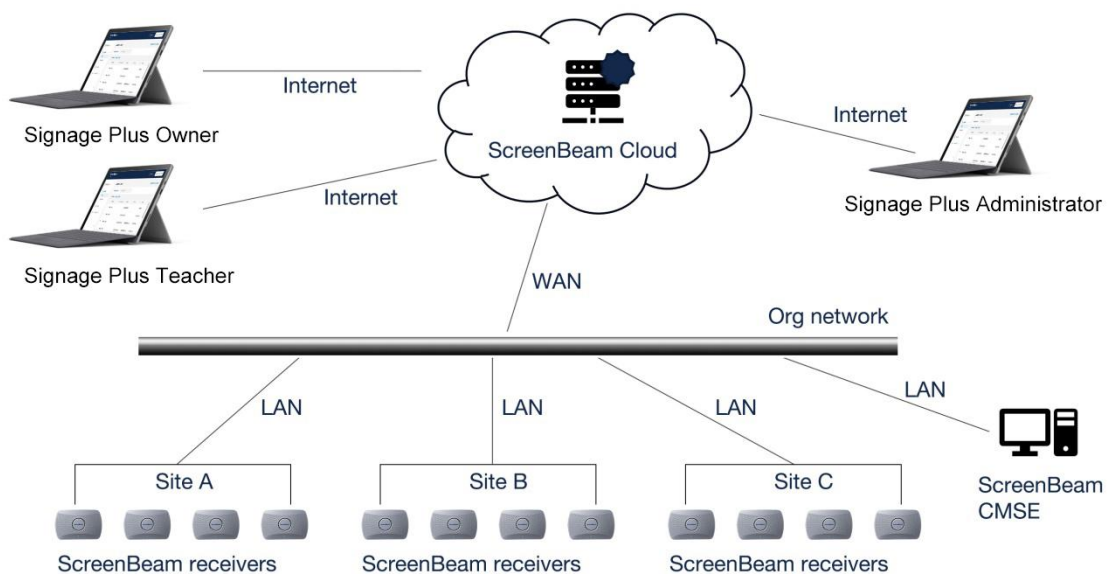 Internet
Signage Plus Owner
ScreenBeam Cloud
Internet
Internet
Signage Plus Administrator
Signage Plus Teacher
WAN
Org network
LAN
LAN
LAN
LAN
Site A
Site B
Site C
ScreenBeam
CMSE
ScreenBeam receivers
ScreenBeam receivers
ScreenBeam receivers